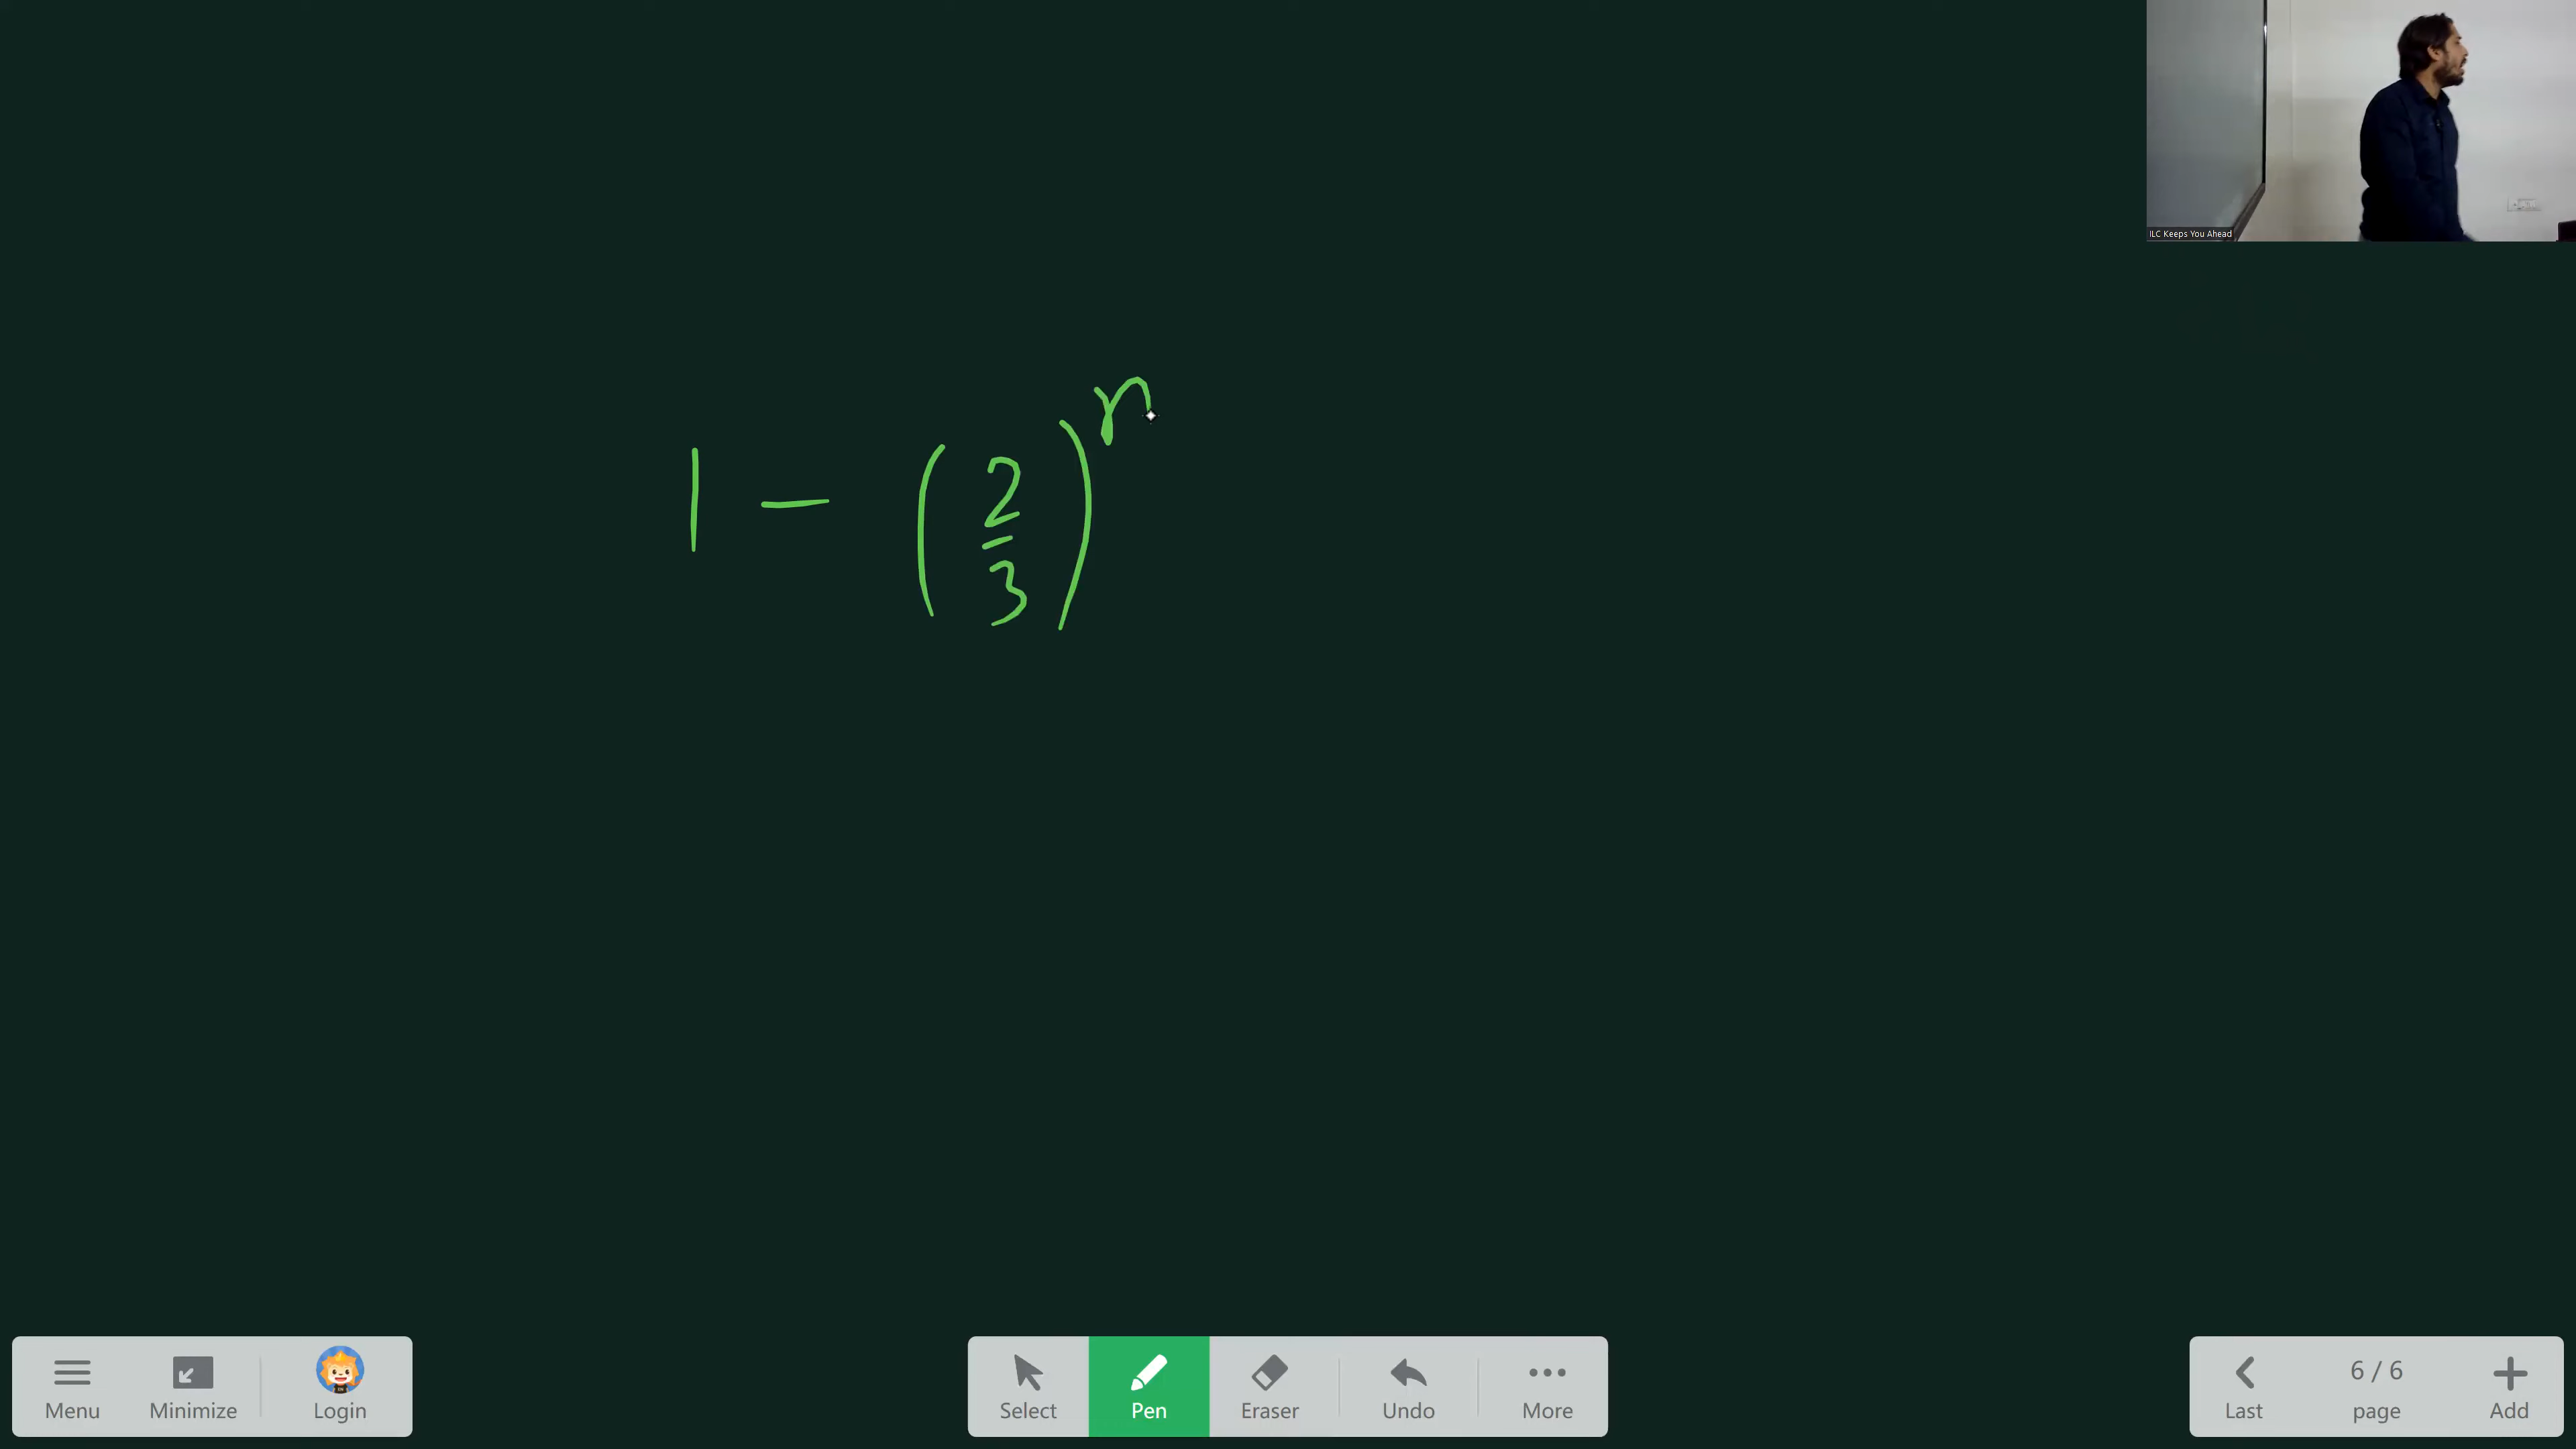 ILC Keeps You Ahead
1 - (2/3)^n
Menu Minimize Login Select Pen Eraser Undo More Last 6 / 6 page Add